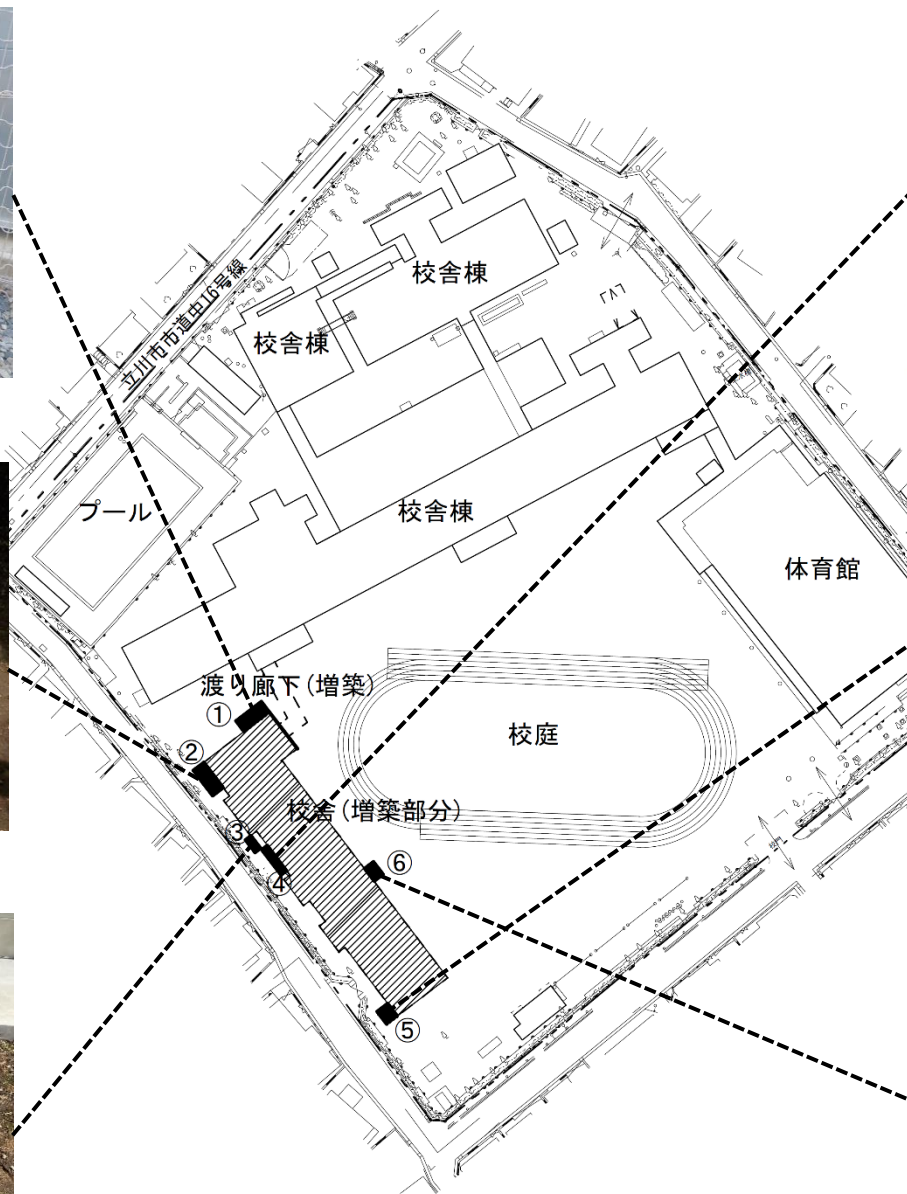 立川市市道中16号線
校舎棟
校舎棟
プール
校舎棟
体育館
渡り廊下(増築)
①
校庭
②
校舎(増築部分)
③
④
⑥
⑤